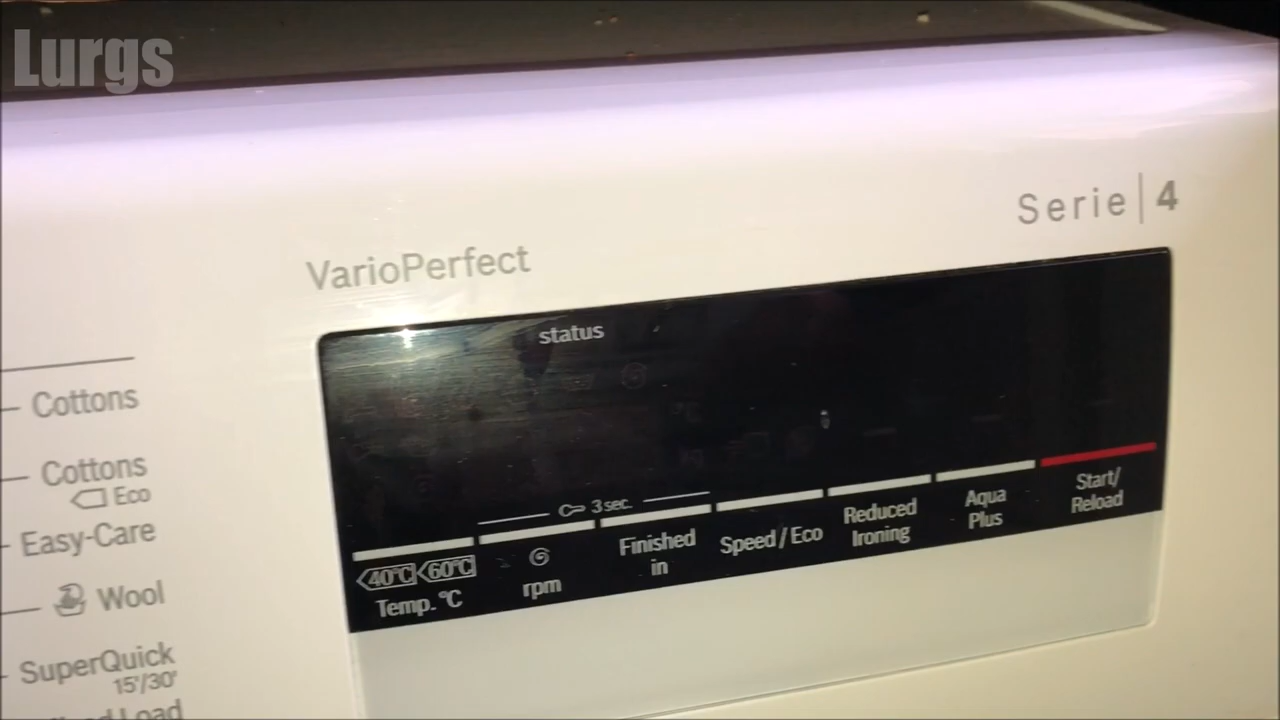 Lurgs
Serie | 4
VarioPerfect
status
Cottons
Cottons
Eco
Easy-Care
Wool
SuperQuick
15'/30'
Load
3 sec.
40°C 60°C
Temp. °C
rpm
Finished
in
Speed / Eco
Reduced
Ironing
Aqua
Plus
Start/
Reload